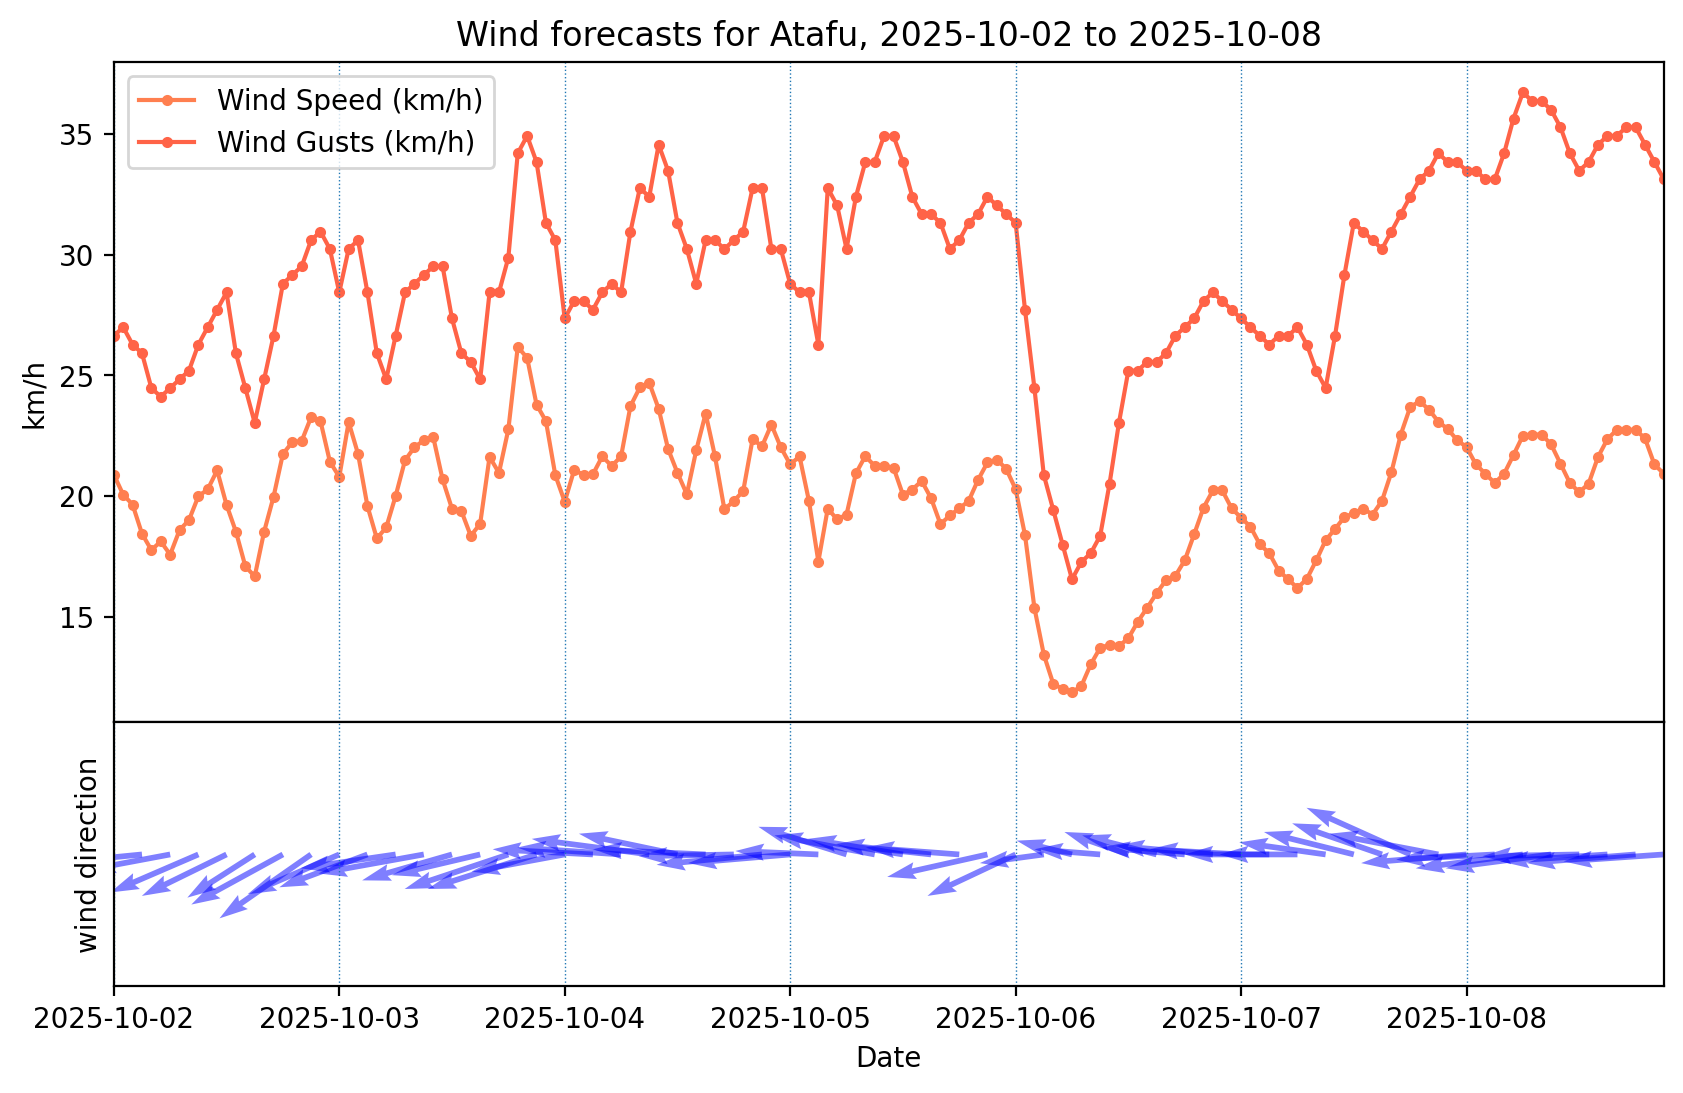 Wind forecasts for Atafu, 2025-10-02 to 2025-10-08
Wind Speed (km/h)
Wind Gusts (km/h)
35
30
25
20
15
km/h
wind direction
2025-10-02
2025-10-03
2025-10-04
2025-10-05
2025-10-06
2025-10-07
2025-10-08
Date